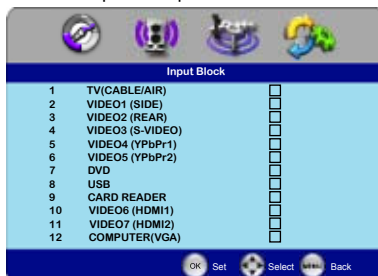 Input Block
1 TV(CABLE/AIR)
2 VIDEO1 (SIDE)
3 VIDEO2 (REAR)
4 VIDEO3 (S-VIDEO)
5 VIDEO4 (YPbPr1)
6 VIDEO5 (YPbPr2)
7 DVD
8 USB
9 CARD READER
10 VIDEO6 (HDMI1)
11 VIDEO7 (HDMI2)
12 COMPUTER(VGA)
OK Set Select MENU Back